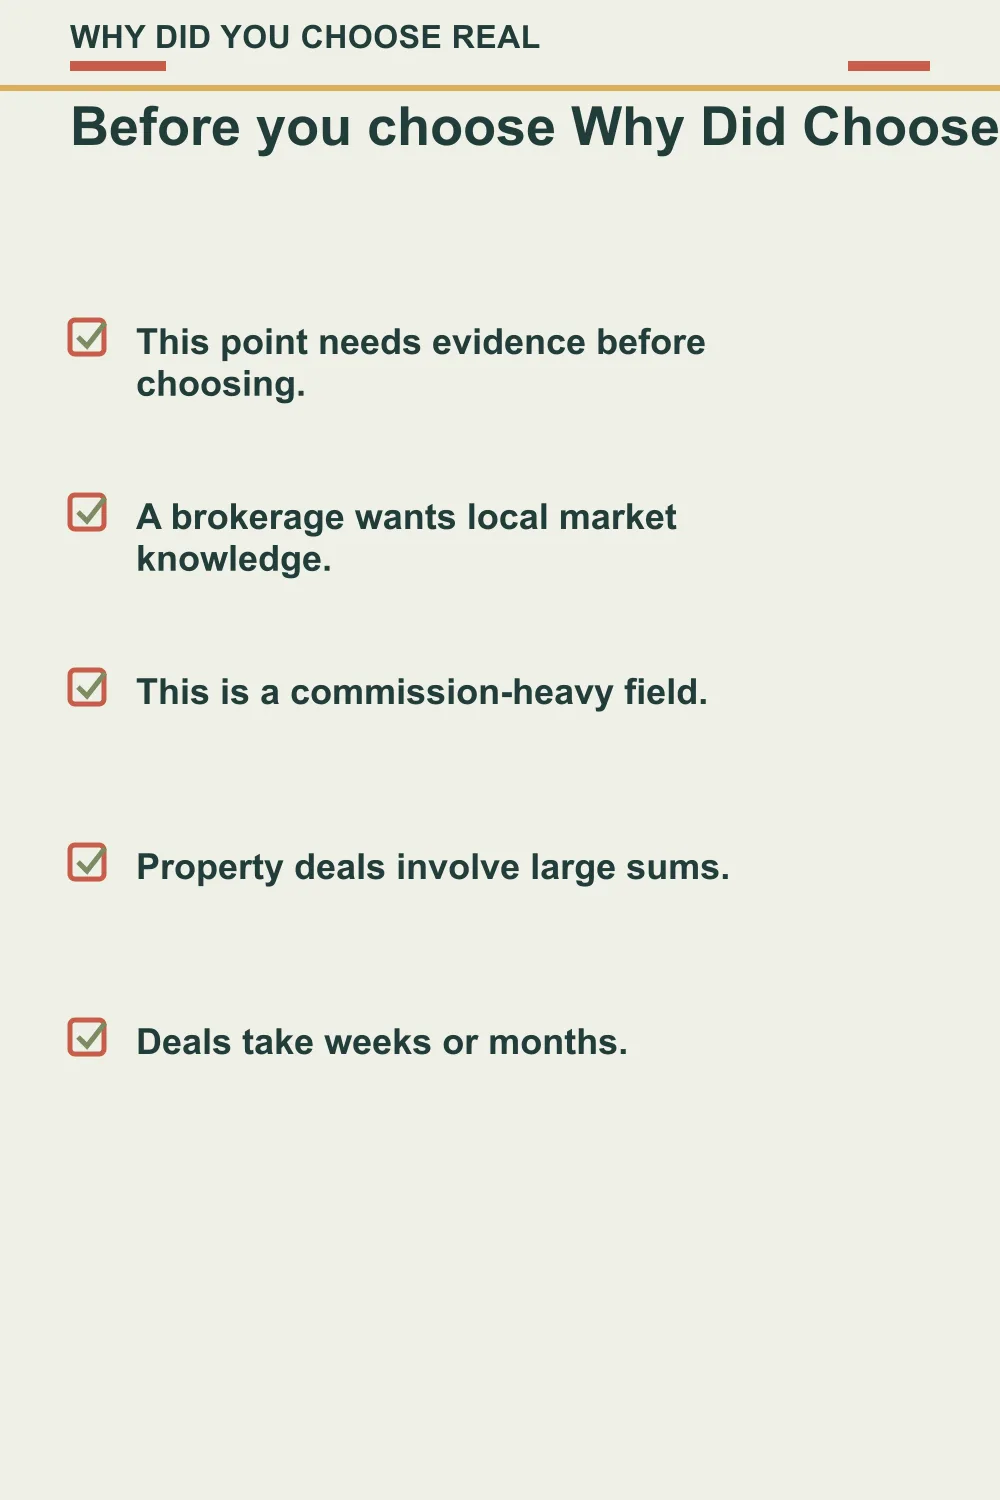 WHY DID YOU CHOOSE REAL
Before you choose Why Did Choose
This point needs evidence before
choosing.
A brokerage wants local market
knowledge.
This is a commission-heavy field.
Property deals involve large sums.
Deals take weeks or months.